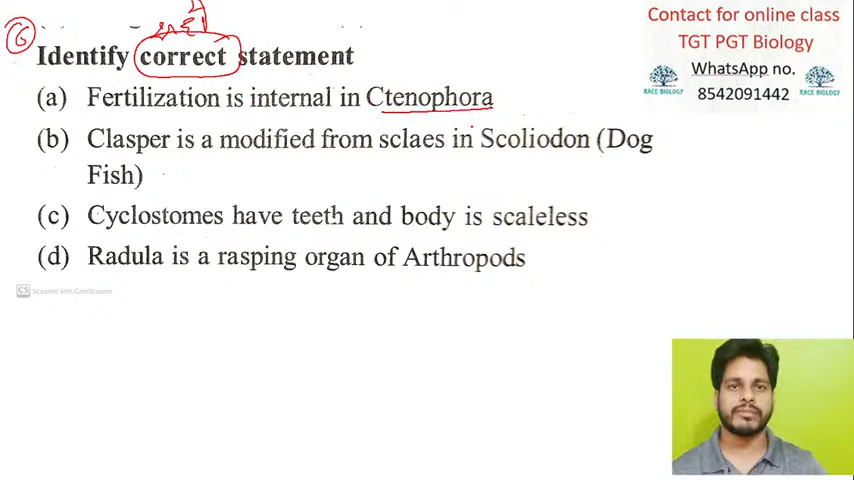 Contact for online class
TGT PGT Biology
WhatsApp no.
8542091442
RACE BIOLOGY
RACE BIOLOGY
6
Identify correct statement
(a) Fertilization is internal in Ctenophora
(b) Clasper is a modified from sclaes in Scoliodon (Dog
Fish)
(c) Cyclostomes have teeth and body is scaleless
(d) Radula is a rasping organ of Arthropods
CS Scanned with CamScanner